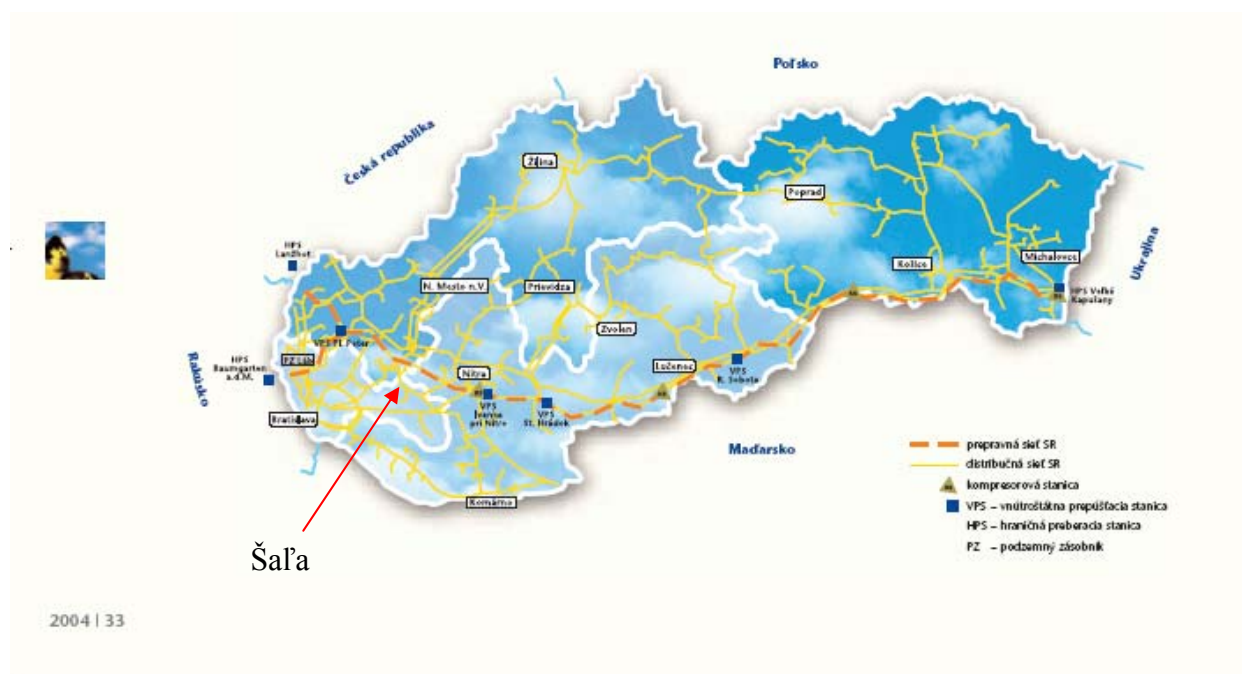 Poľsko
Česká republika
Žilina
Poprad
HPS
Lanžhot
Ukrajina
Košice
Michalovce
N. Mesto n.V.
Prievidza
HPS Veľké
Kapušany
Zvolen
VPS Pl. Peter
Rakúsko
HPS
Baumgarten
a.d.M.
PZ Láb
Lučenec
VPS
R. Sobota
Nitra
VPS
Ivanka
pri Nitre
VPS
St. Hrádok
Bratislava
Maďarsko
Komárno
prepravná sieť SR
distribučná sieť SR
kompresorová stanica
VPS – vnútroštátna prepúšťacia stanica
HPS – hraničná preberacia stanica
PZ – podzemný zásobník
Šaľa
2004 | 33